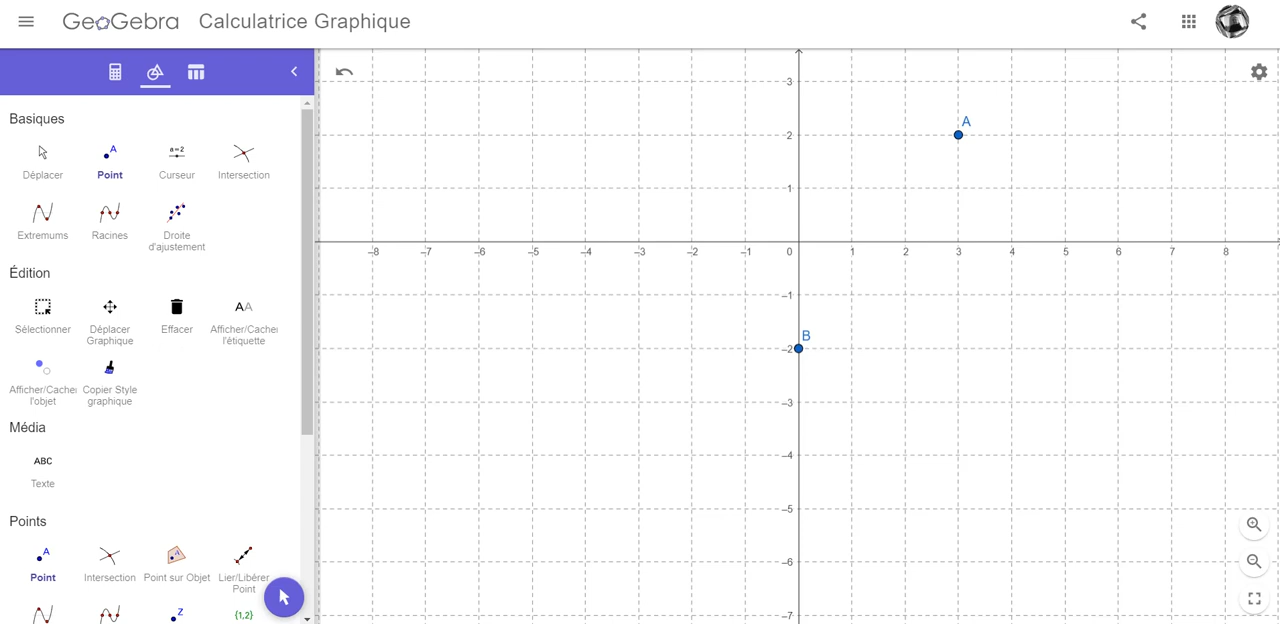 GeoGebra Calculatrice Graphique
Basiques
A
a=2
Déplacer Point Curseur Intersection
Extremums Racines Droite d'ajustement
Édition
AA
Sélectionner Déplacer Graphique Effacer Afficher/Cacher l'étiquette
Afficher/Cacher l'objet Copier Style graphique
Média
ABC
Texte
Points
A
A
Point Intersection Point sur Objet Lier/Libérer Point
Z
{1,2}
3
A
2
1
–8 –7 –6 –5 –4 –3 –2 –1 0 1 2 3 4 5 6 7 8
–1
B
–2
–3
–4
–5
–6
–7